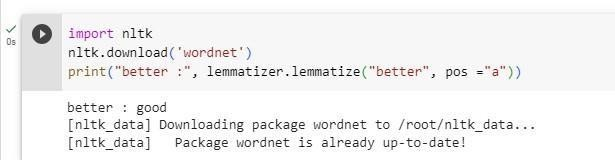 0s
import nltk
nltk.download('wordnet')
print("better :", lemmatizer.lemmatize("better", pos ="a"))
better : good
[nltk_data] Downloading package wordnet to /root/nltk_data...
[nltk_data]   Package wordnet is already up-to-date!